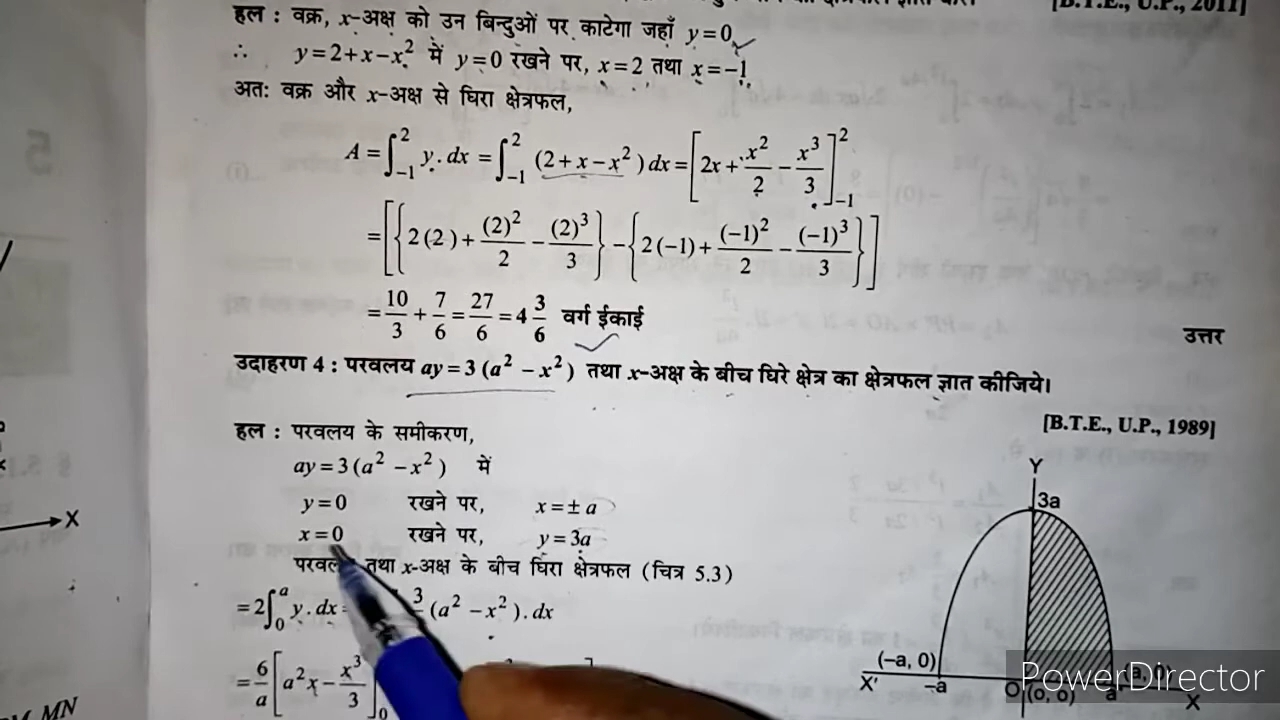 [B.T.E., U.P., 2011]
हल : वक्र, x-अक्ष को उन बिन्दुओं पर काटेगा जहाँ y=0
∴ y=2+x−x² में y=0 रखने पर, x=2 तथा x=−1
अतः वक्र और x-अक्ष से घिरा क्षेत्रफल,
A = ∫₋₁² y . dx = ∫₋₁² (2+x−x²) dx = [2x + x²/2 − x³/3]₋₁²
= [{2(2) + (2)²/2 − (2)³/3} − {2(−1) + (−1)²/2 − (−1)³/3}]
= 10/3 + 7/6 = 27/6 = 4 3/6 वर्ग ईकाई
उत्तर
उदाहरण 4 : परवलय ay = 3 (a² − x²) तथा x-अक्ष के बीच घिरे क्षेत्र का क्षेत्रफल ज्ञात कीजिये।
[B.T.E., U.P., 1989]
हल : परवलय के समीकरण,
ay = 3 (a² − x²) में
y = 0 रखने पर, x = ± a
x = 0 रखने पर, y = 3a
तथा x-अक्ष के बीच घिरा क्षेत्रफल (चित्र 5.3)
= 2∫₀ᵃ y . dx 3 (a² − x²) . dx
= 6/a [a²x − x³/3]₀
Y
3a
(−a, 0)
X'
−a
O
(0, 0)
a
(a, 0)
X
X
MN
5
PowerDirector